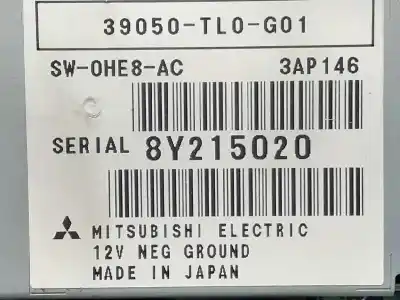 39050-TL0-G01
SW-0HE8-AC 3AP146
SERIAL 8Y215020
MITSUBISHI ELECTRIC
12V NEG GROUND
MADE IN JAPAN